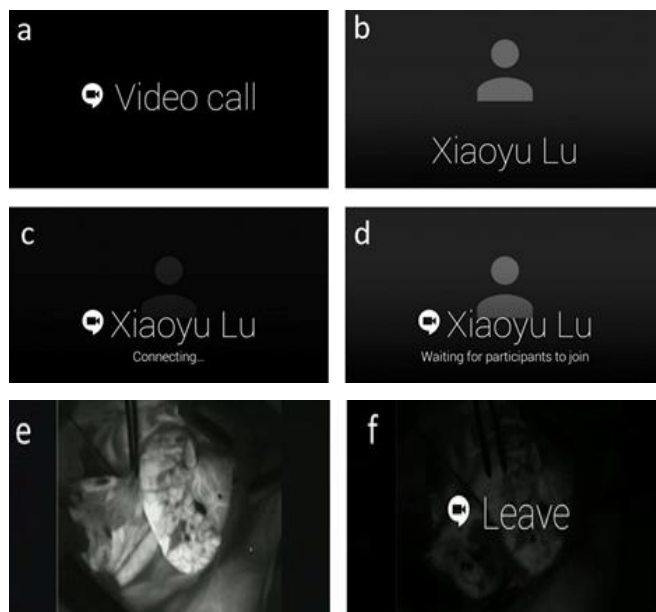 a
Video call
b
Xiaoyu Lu
c
Xiaoyu Lu
Connecting...
d
Xiaoyu Lu
Waiting for participants to join
e
f
Leave